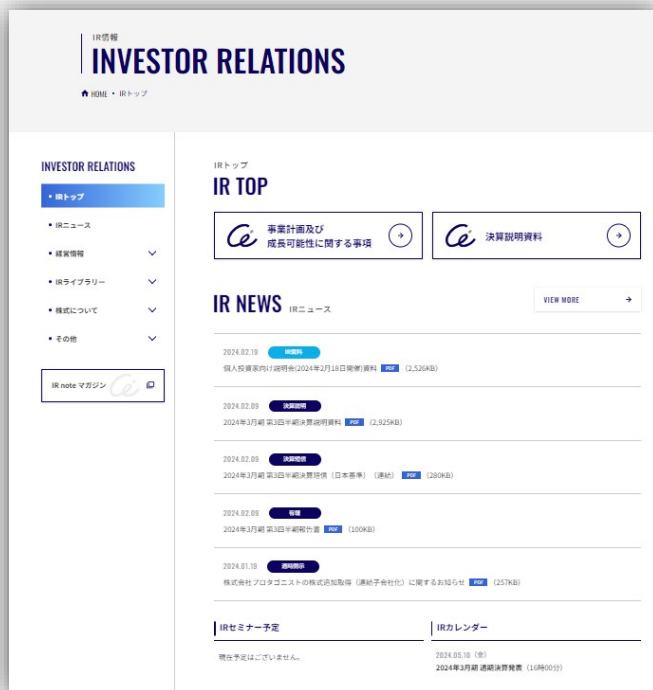 IR情報
INVESTOR RELATIONS
HOME • IRトップ
INVESTOR RELATIONS
• IRトップ
• IRニュース
• 経営情報
• IRライブラリー
• 株式について
• その他
IR note マガジン
IRトップ
IR TOP
事業計画及び
成長可能性に関する事項
決算説明資料
IR NEWS IRニュース
VIEW MORE
2024.02.19 IR資料
個人投資家向け説明会(2024年2月18日開催)資料 PDF (2,526KB)
2024.02.09 決算説明
2024年3月期 第3四半期決算説明資料 PDF (2,925KB)
2024.02.09 決算短信
2024年3月期 第3四半期決算短信〔日本基準〕（連結） PDF (280KB)
2024.02.09 有報
2024年3月期 第3四半期報告書 PDF (100KB)
2024.01.19 適時開示
株式会社プロタゴニストの株式追加取得（連結子会社化）に関するお知らせ PDF (257KB)
IRセミナー予定
現在予定はございません。
IRカレンダー
2024.05.10（金）
2024年3月期 通期決算発表（16時00分）